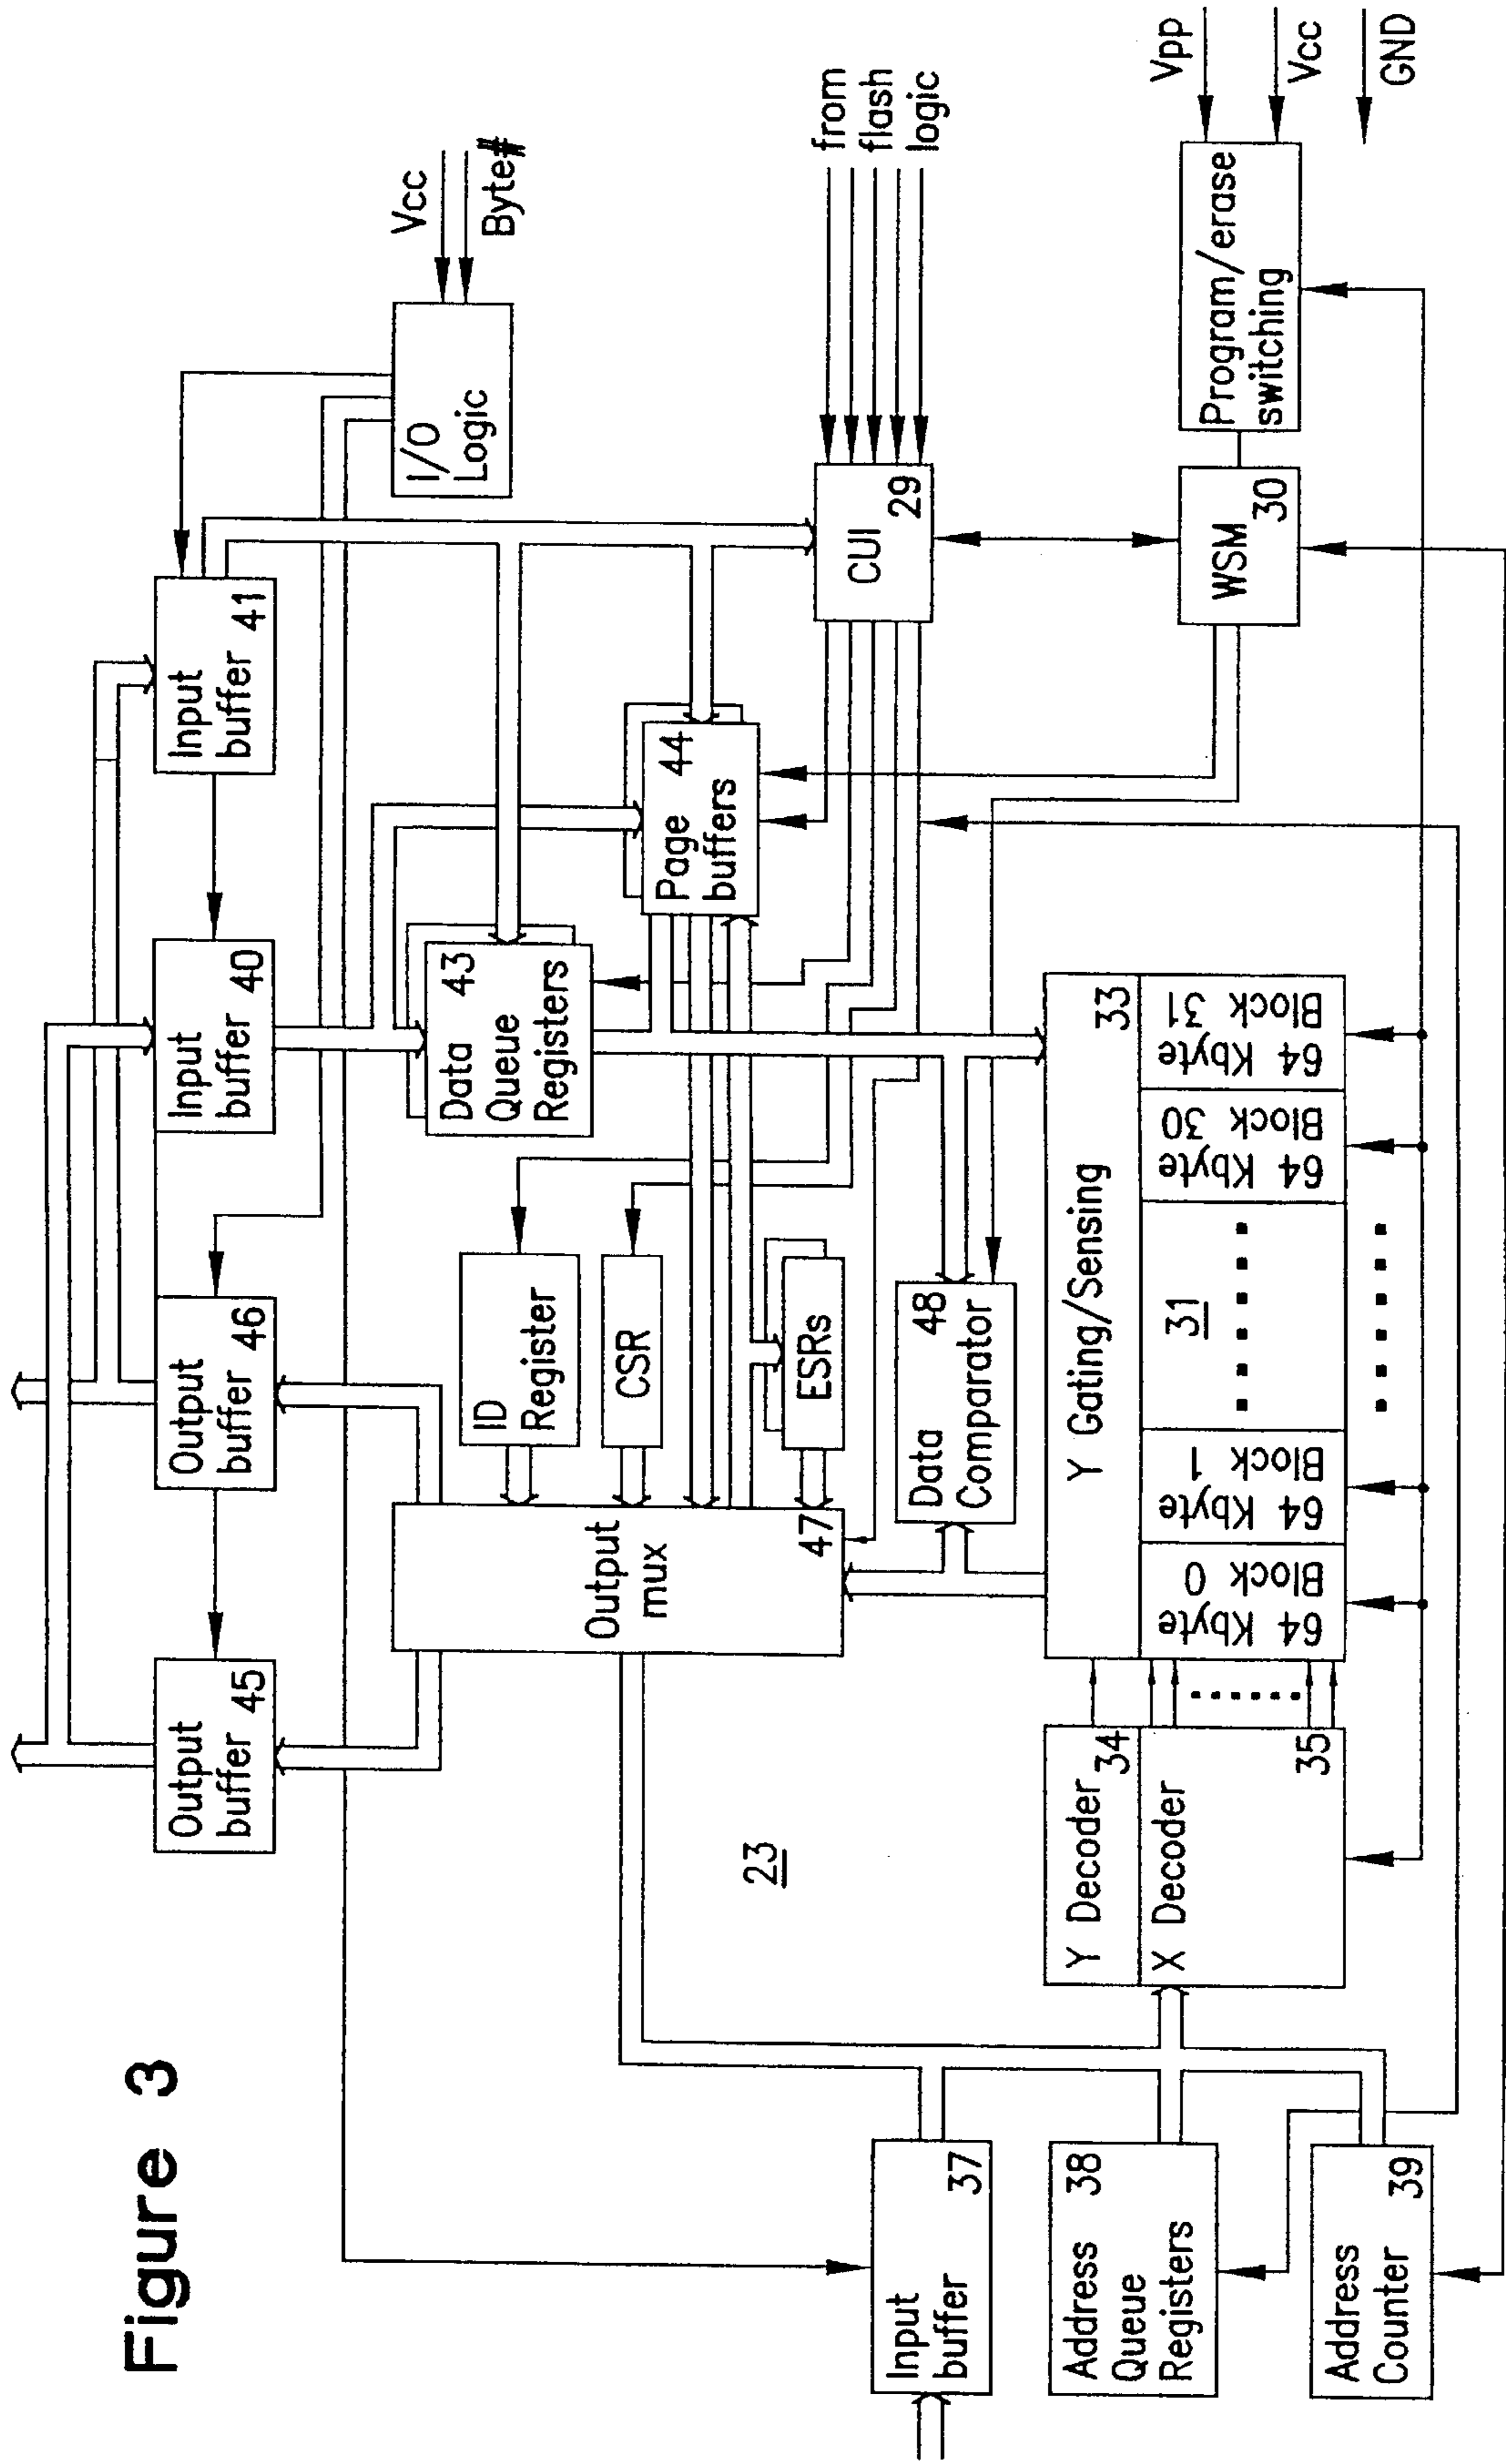 Figure 3
Output
buffer 45
Output
buffer 46
Input
buffer 40
Input
buffer 41
I/O
Logic
Vcc
Byte#
Output
mux
47
ID
Register
CSR
ESRs
Data 43
Queue
Registers
Page 44
buffers
CUI
29
from
flash
logic
23
Data 48
Comparator
Input
buffer
37
Address 38
Queue
Registers
Address
Counter
39
Y Decoder
34
X Decoder
35
Y Gating/Sensing 33
64 Kbyte
Block 0
64 Kbyte
Block 1
31
64 Kbyte
Block 30
64 Kbyte
Block 31
WSM
30
Program/erase
switching
Vpp
Vcc
GND